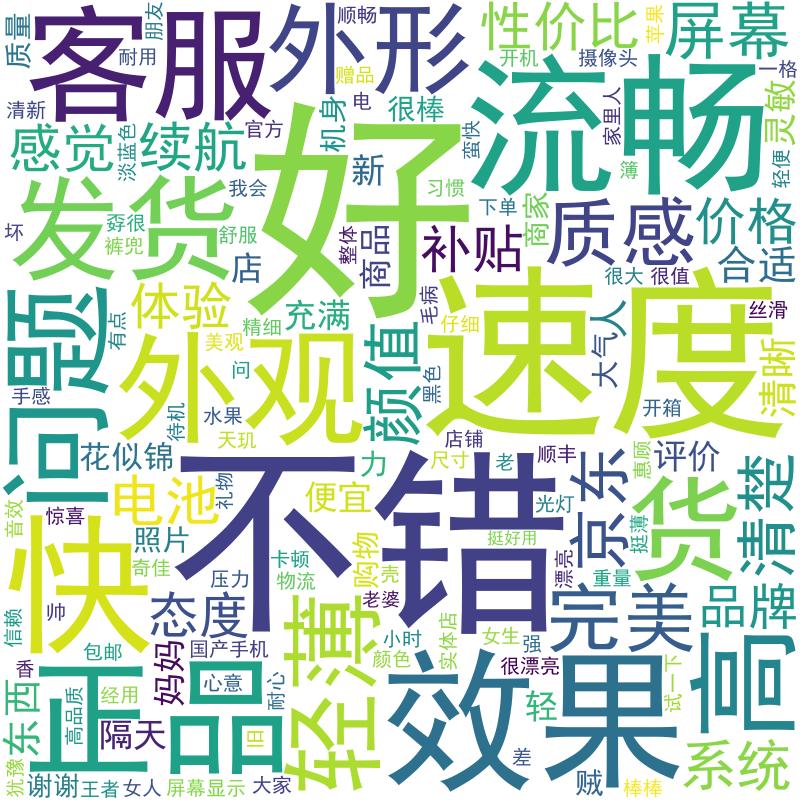 质量
客服
外形
顺畅
朋友
耐用
性价比
屏幕
苹果
开机
摄像头
一格
灵敏
清新
赠品
电
机身
很棒
蛮快
家里人
轻便
流畅
感觉
续航
淡蓝色
官方
好
新
我会
习惯
簿
下单
商家
发货
孬很
坏
裤兜
舒服
店
整体
商品
补贴
质感
价格
合适
很大
很值
问题
有点
体验
精细
充满
毛病
仔细
速度
大气
人
丝滑
清晰
外观
美观
问
颜值
黑色
开箱
手感
待机
水果
天玑
店铺
花似锦
力
尺寸
老
顺丰
惠顾
评价
不错
京东
货
清楚
音效
惊喜
电池
礼物
便宜
光灯
挺薄
快
照片
奇佳
卡顿
物流
购物
壳
挺好用
漂亮
重量
信赖
帅
态度
压力
老婆
轻薄
完美
品牌
高
香
包邮
国产手机
妈妈
小时
颜色
实体店
女生
强
很漂亮
试一下
正品
心意
耐心
效果
轻
东西
高品质
经用
隔天
旧
系统
犹豫
谢谢
王者
女人
屏幕显示
大家
差
贼
棒棒